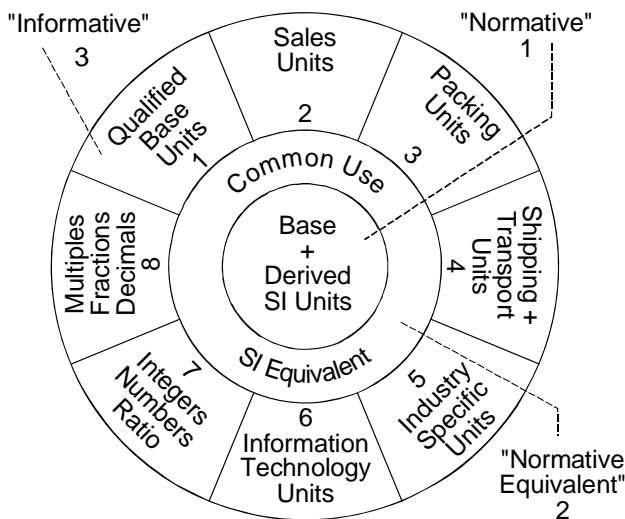 "Informative"
3
"Normative"
1
Qualified
Base
Units
1
Sales
Units
2
Packing
Units
3
Shipping +
Transport
Units
4
5
Industry
Specific
Units
6
Information
Technology
Units
7
Integers
Numbers
Ratio
Multiples
Fractions
Decimals
8
Common Use
Base
+
Derived
SI Units
SI Equivalent
"Normative
Equivalent"
2